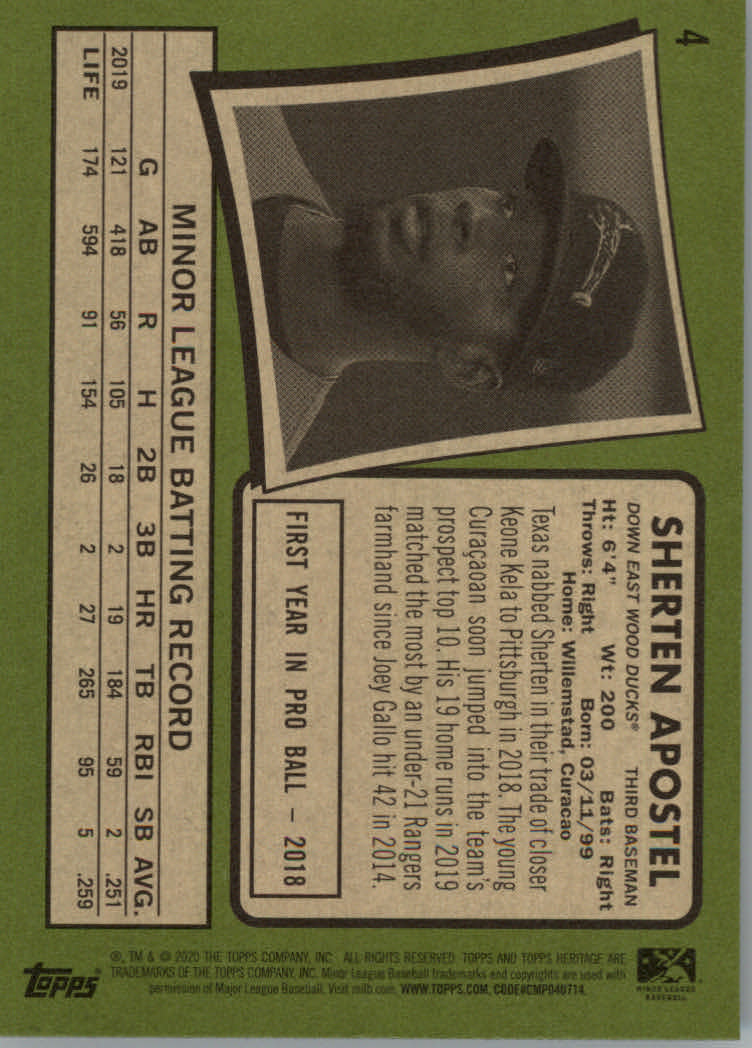 4
SHERTEN APOSTEL
DOWN EAST WOOD DUCKS® THIRD BASEMAN
Ht: 6'4" Wt: 200 Bats: Right
Throws: Right Born: 03/11/99
Home: Willemstad, Curacao
Texas nabbed Sherten in their trade of closer
Keone Kela to Pittsburgh in 2018. The young
Curaçaoan soon jumped into the team's
prospect top 10. His 19 home runs in 2019
matched the most by an under-21 Rangers
farmhand since Joey Gallo hit 42 in 2014.
FIRST YEAR IN PRO BALL – 2018
MINOR LEAGUE BATTING RECORD
G AB R H 2B 3B HR TB RBI SB AVG.
2019 121 418 56 105 18 2 19 184 59 2 .251
LIFE 174 594 91 154 26 2 27 265 95 5 .259
MINOR LEAGUE
BASEBALL
®, TM & © 2020 THE TOPPS COMPANY, INC. ALL RIGHTS RESERVED. TOPPS AND TOPPS HERITAGE ARE
TRADEMARKS OF THE TOPPS COMPANY, INC. Minor League Baseball trademarks and copyrights are used with
permission of Major League Baseball. Visit milb.com. WWW.TOPPS.COM, CODE#CMP040714.
Topps®